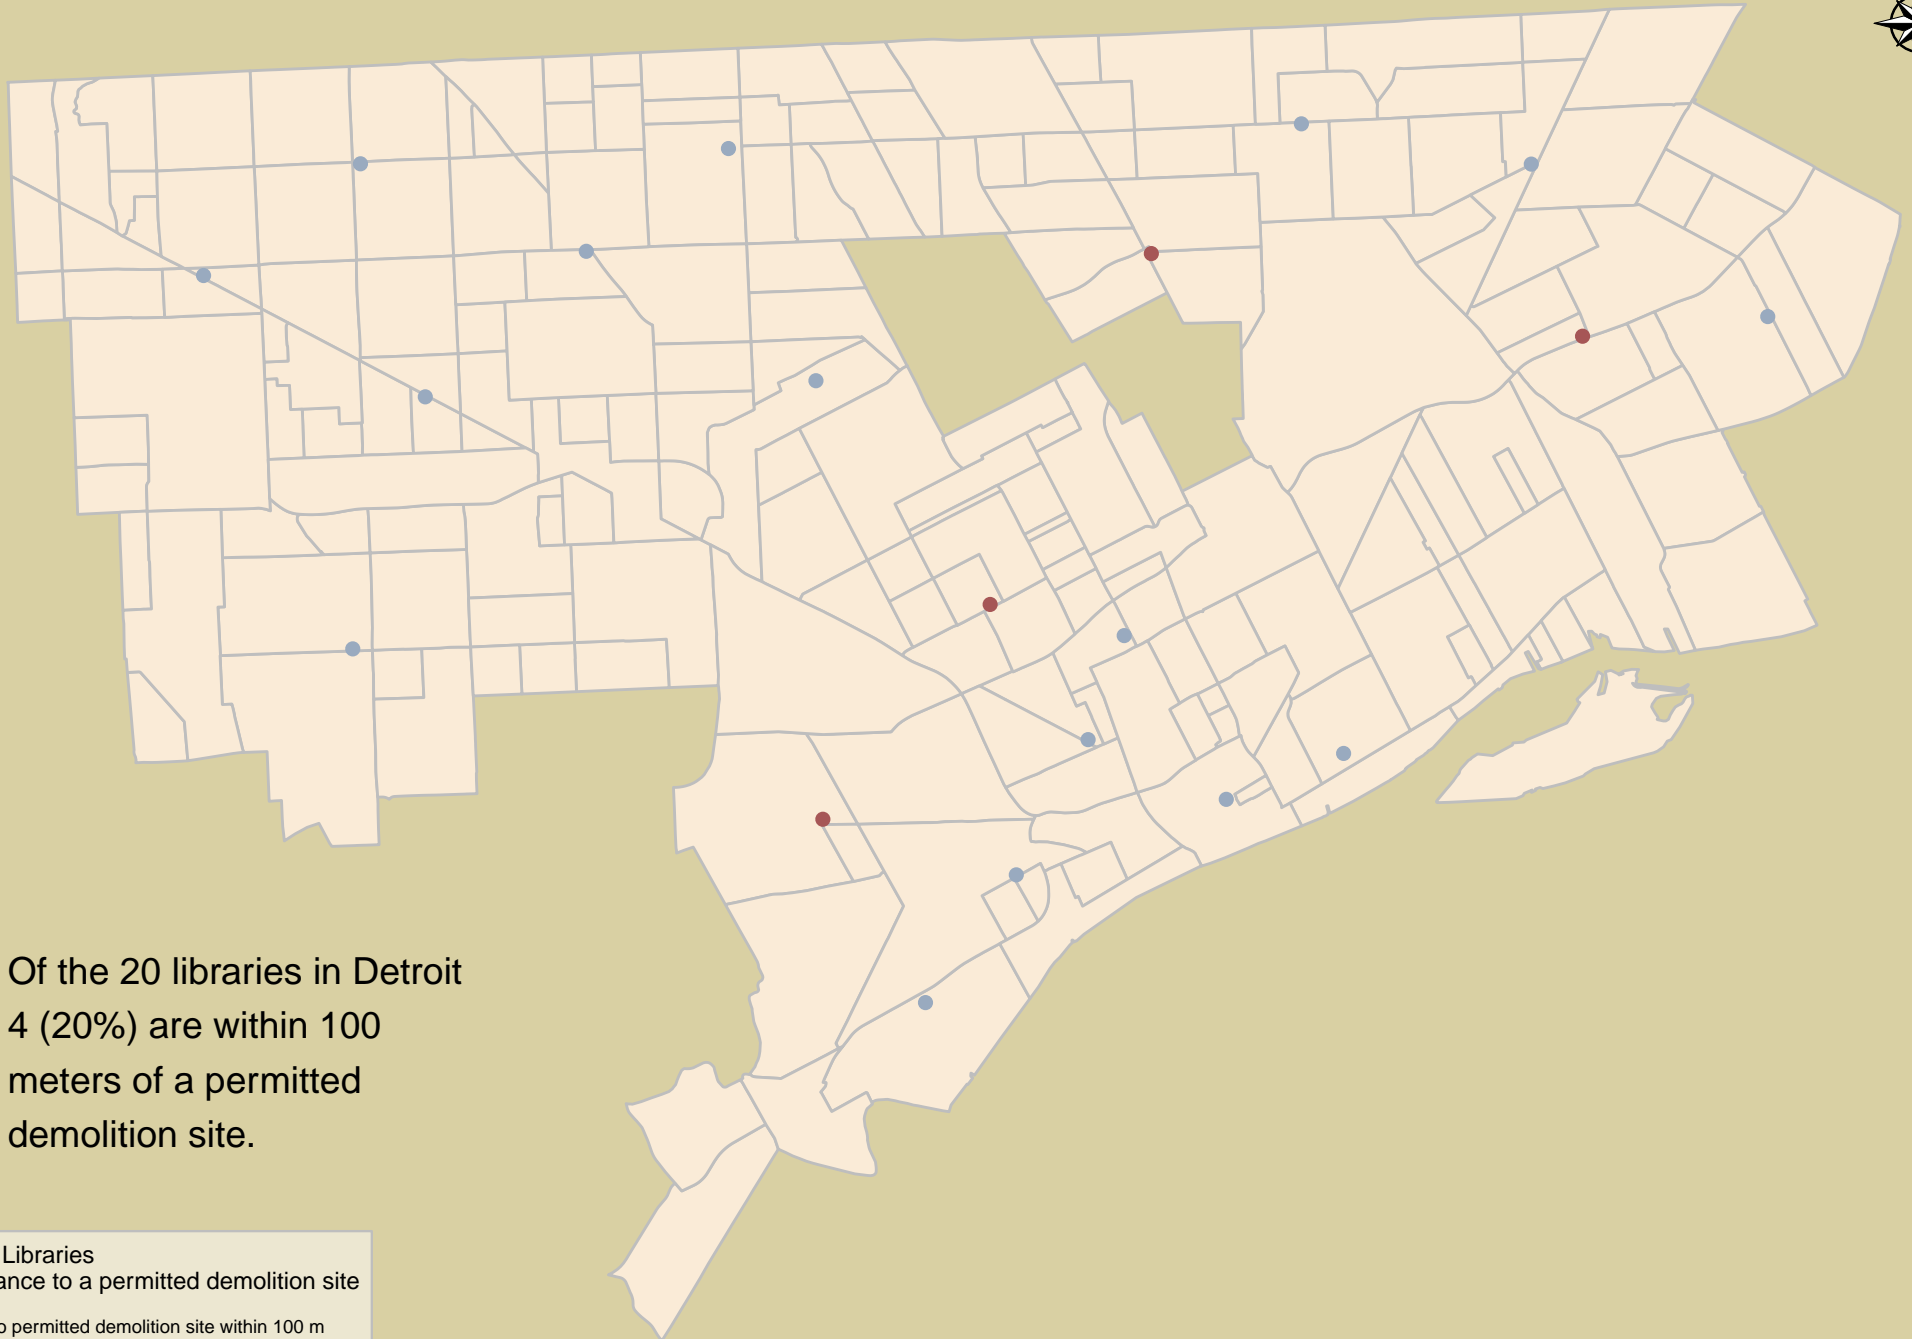 Of the 20 libraries in Detroit
4 (20%) are within 100
meters of a permitted
demolition site.
Libraries
ance to a permitted demolition site
o permitted demolition site within 100 m